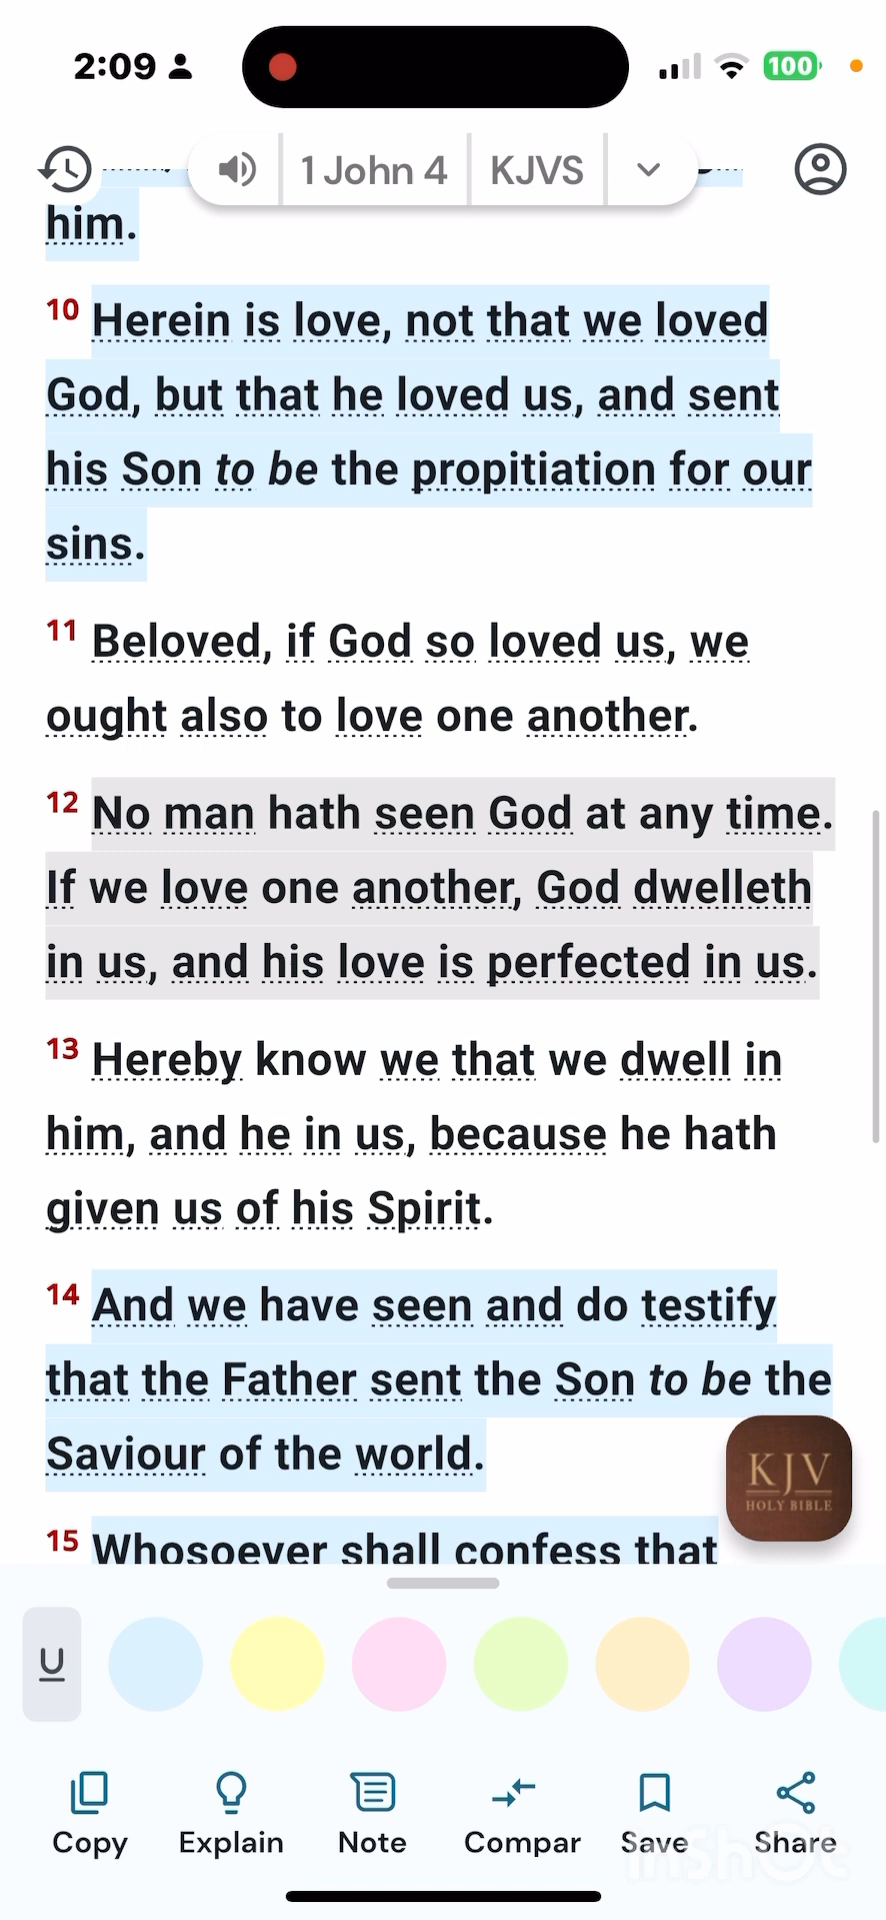 2:09
100
1 John 4 KJVS
him.
10 Herein is love, not that we loved
God, but that he loved us, and sent
his Son to be the propitiation for our
sins.
11 Beloved, if God so loved us, we
ought also to love one another.
12 No man hath seen God at any time.
If we love one another, God dwelleth
in us, and his love is perfected in us.
13 Hereby know we that we dwell in
him, and he in us, because he hath
given us of his Spirit.
14 And we have seen and do testify
that the Father sent the Son to be the
Saviour of the world.
KJV
HOLY BIBLE
15 Whosoever shall confess that
U
Copy Explain Note Compar Save Share
InShOt